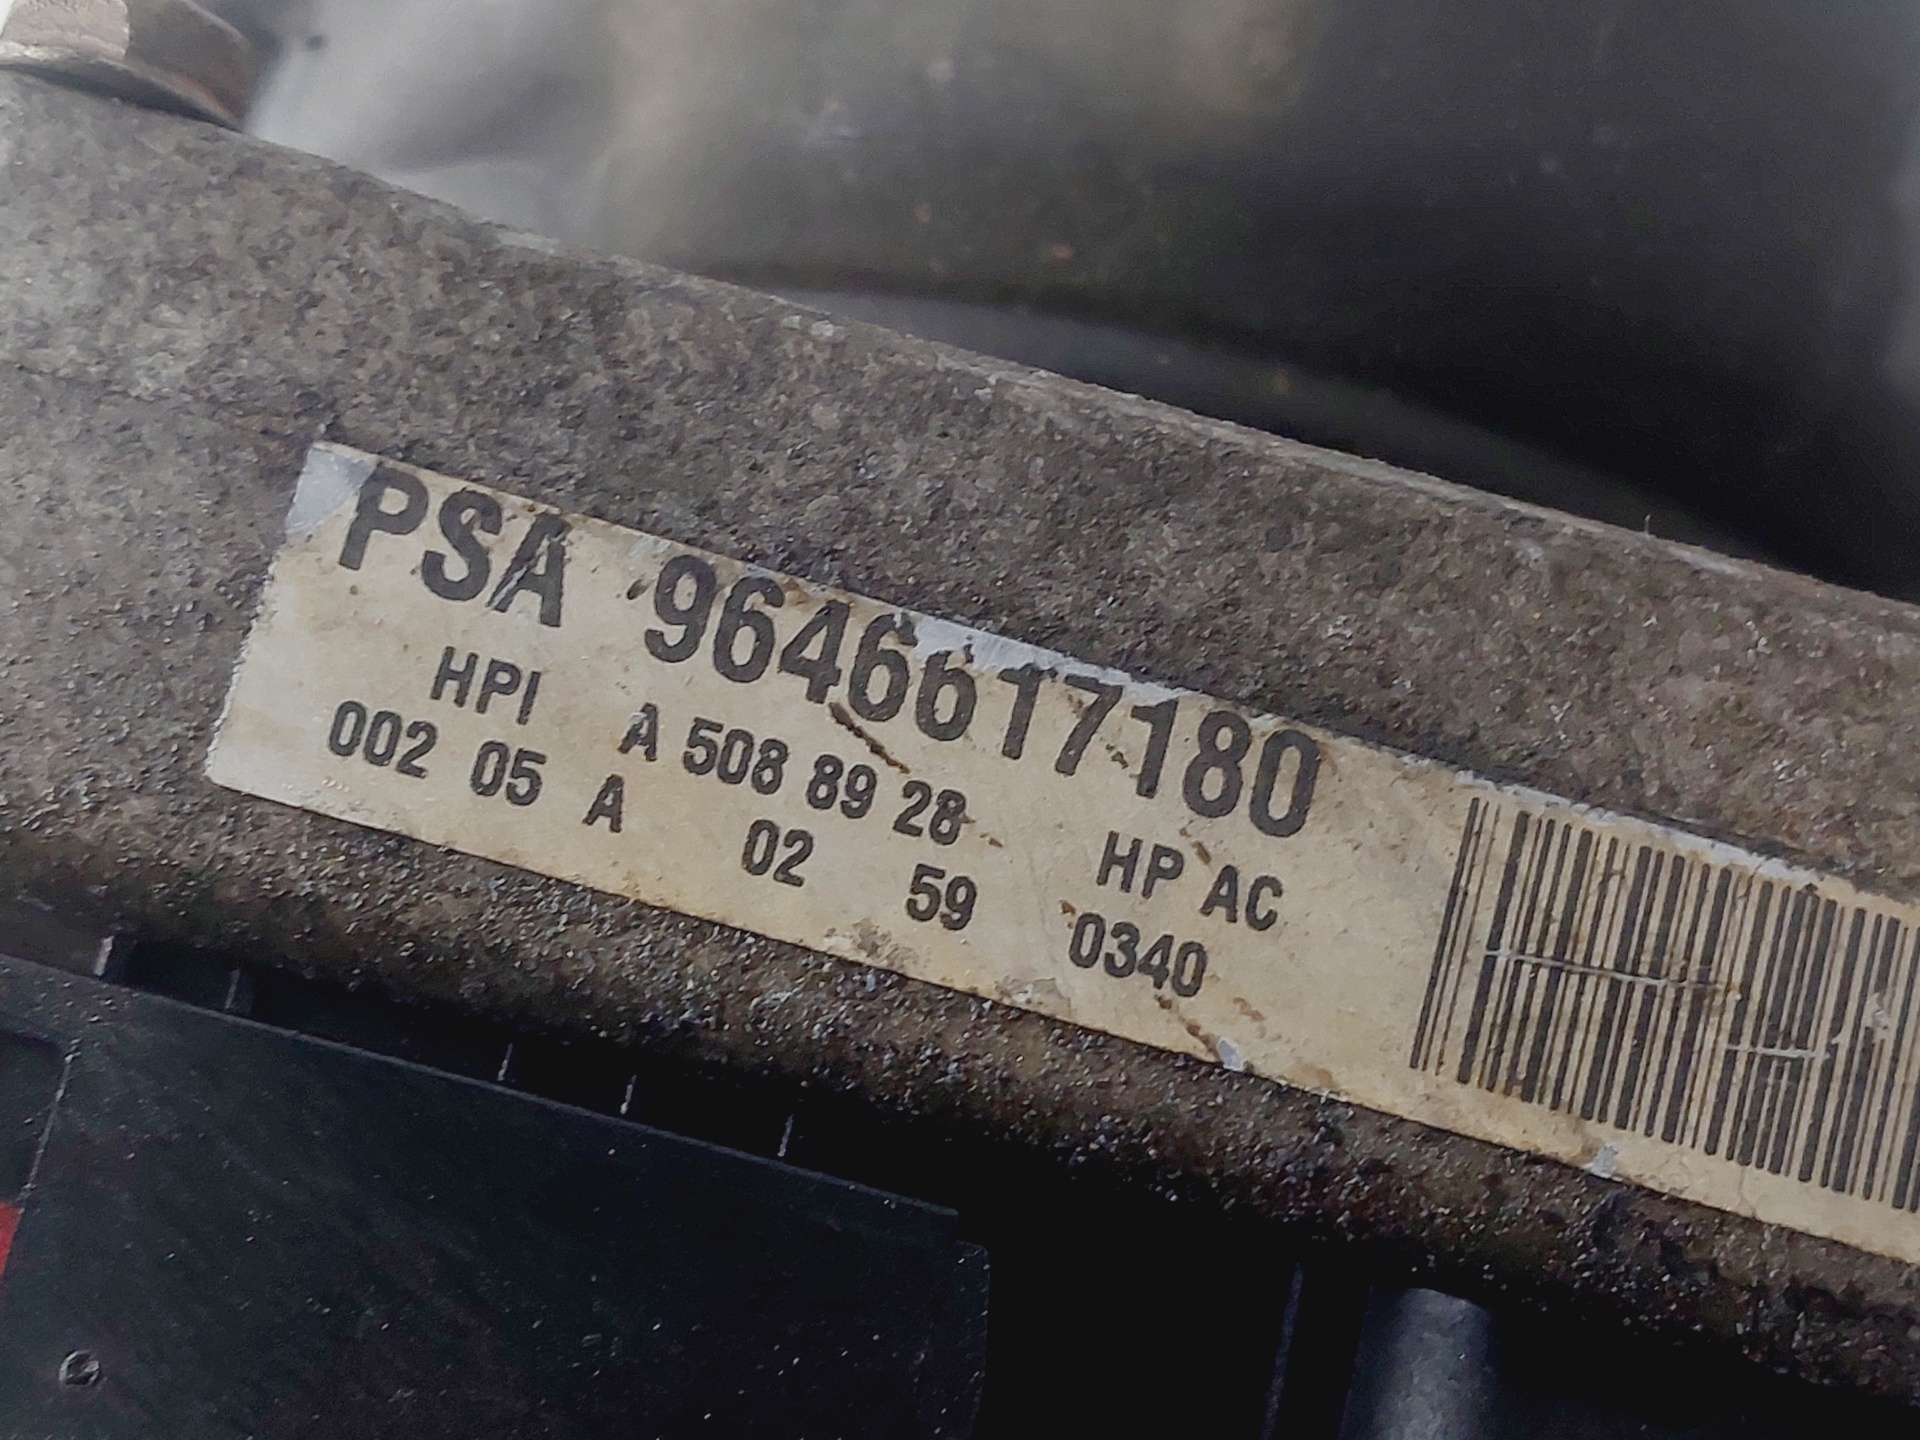 PSA 9646617180
HPI A 508 89 28 HP AC
002 05 A 02 59 0340